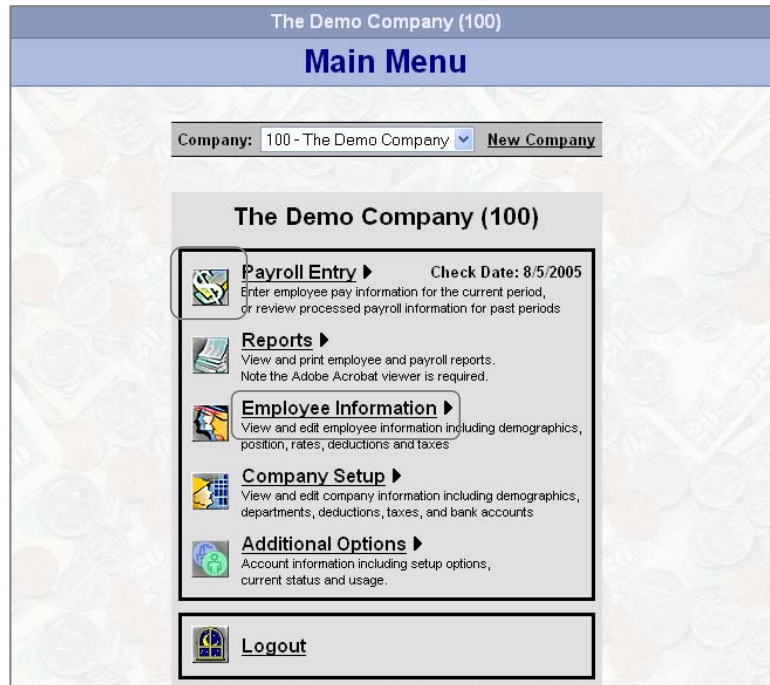 The Demo Company (100)
Main Menu
Company: 100 - The Demo Company New Company
The Demo Company (100)
Payroll Entry Check Date: 8/5/2005
Enter employee pay information for the current period,
or review processed payroll information for past periods
Reports
View and print employee and payroll reports.
Note the Adobe Acrobat viewer is required.
Employee Information
View and edit employee information including demographics,
position, rates, deductions and taxes
Company Setup
View and edit company information including demographics,
departments, deductions, taxes, and bank accounts
Additional Options
Account information including setup options,
current status and usage.
Logout